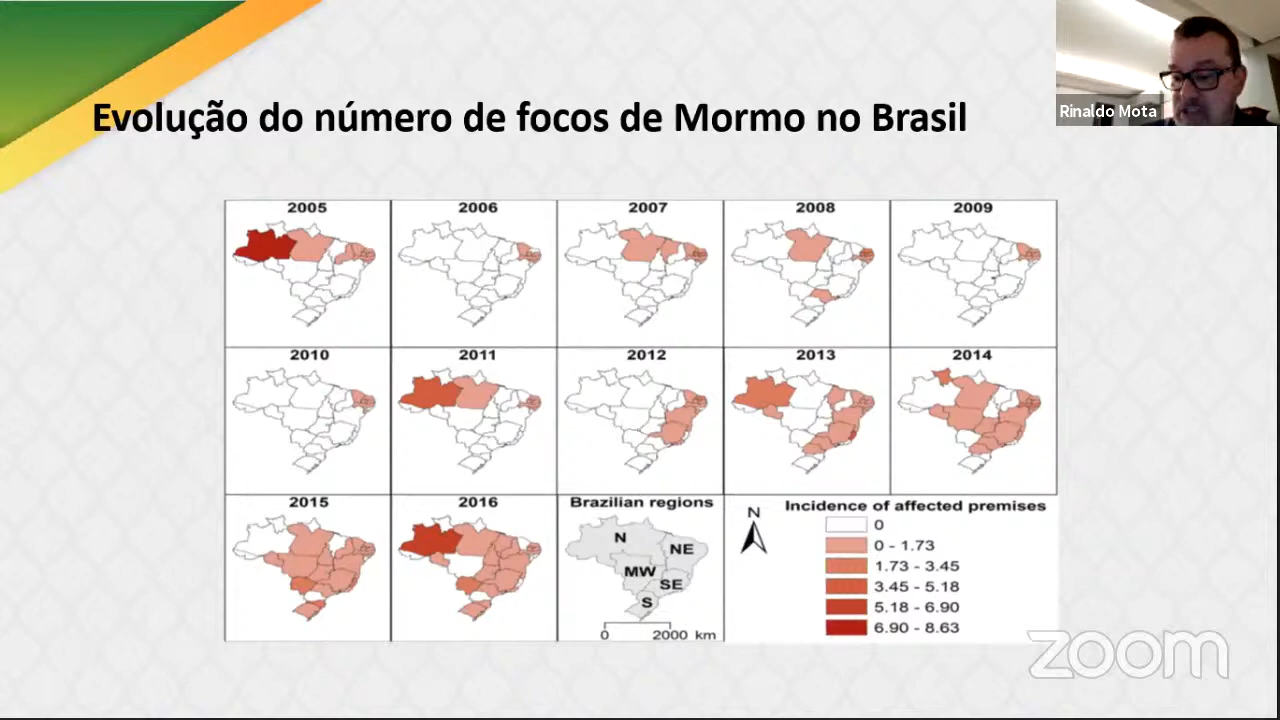 Rinaldo Mota
Evolução do número de focos de Mormo no Brasil
2005
2006
2007
2008
2009
2010
2011
2012
2013
2014
2015
2016
Brazilian regions
N
NE
MW
SE
S
0 2000 km
N
Incidence of affected premises
0
0 - 1.73
1.73 - 3.45
3.45 - 5.18
5.18 - 6.90
6.90 - 8.63
zoom